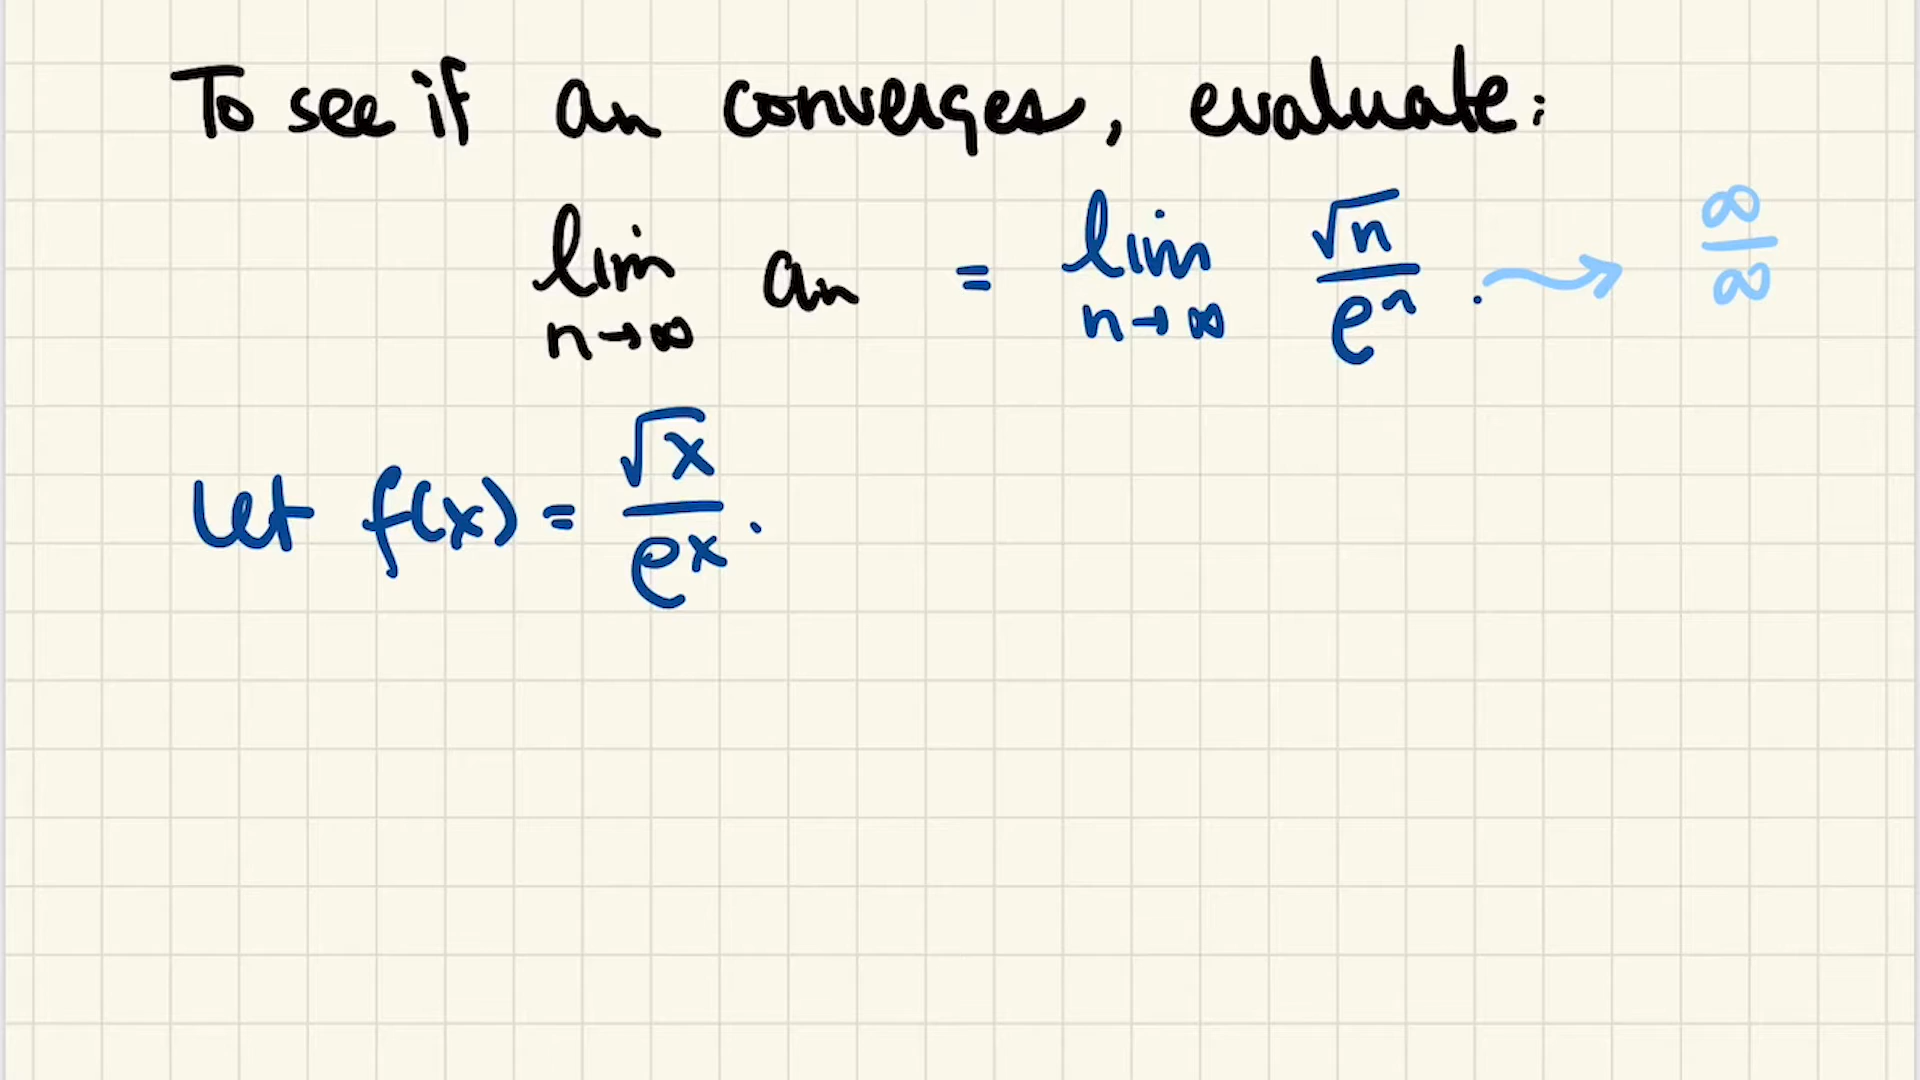 To see if an converges, evaluate:
lim n→∞ an = lim n→∞ √n/eⁿ. → ∞/∞
Let f(x) = √x/eˣ.